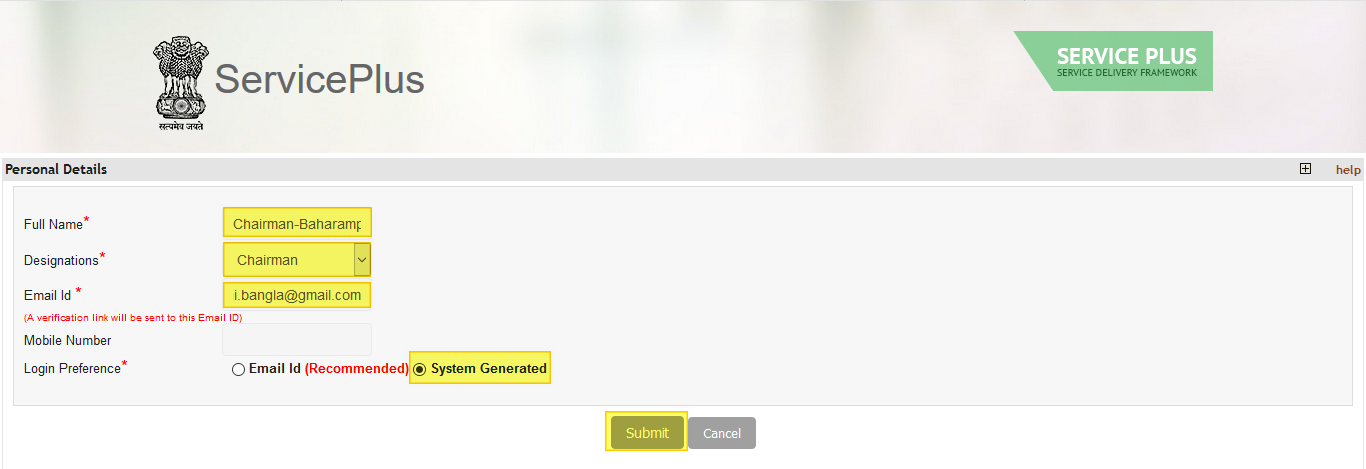 सत्यमेव जयते
ServicePlus
SERVICE PLUS
SERVICE DELIVERY FRAMEWORK
Personal Details
help
Full Name*
Chairman-Baharamp
Designations*
Chairman
Email Id *
i.bangla@gmail.com
(A verification link will be sent to this Email ID)
Mobile Number
Login Preference*
Email Id (Recommended)
System Generated
Submit
Cancel